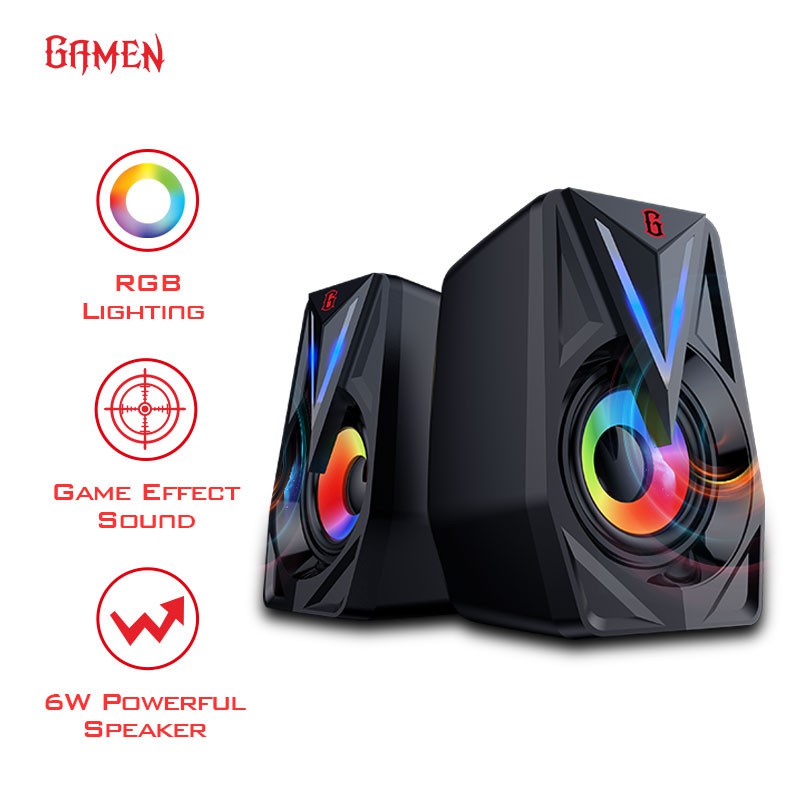 GAMEN
RGB
LIGHTING
GAME EFFECT
SOUND
6W POWERFUL
SPEAKER
G
G